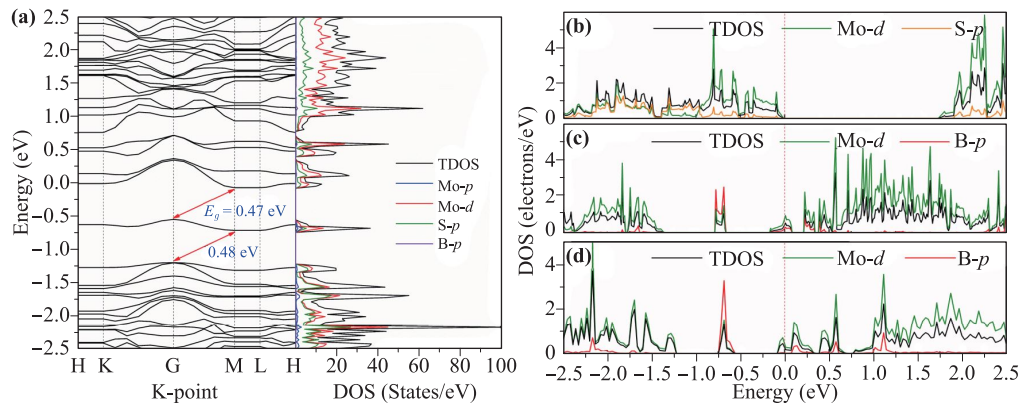 (a)
2.5
2.0
1.5
1.0
0.5
0.0
−0.5
−1.0
−1.5
−2.0
−2.5
Energy (eV)
E_g = 0.47 eV
0.48 eV
H K G M L H
K-point
TDOS
Mo-p
Mo-d
S-p
B-p
20 40 60 80 100
DOS (States/eV)
(b) TDOS Mo-d S-p
4
2
0
(c) TDOS Mo-d B-p
4
2
0
(d) TDOS Mo-d B-p
4
2
0
DOS (electrons/eV)
−2.5 −2.0 −1.5 −1.0 −0.5 0.0 0.5 1.0 1.5 2.0 2.5
Energy (eV)